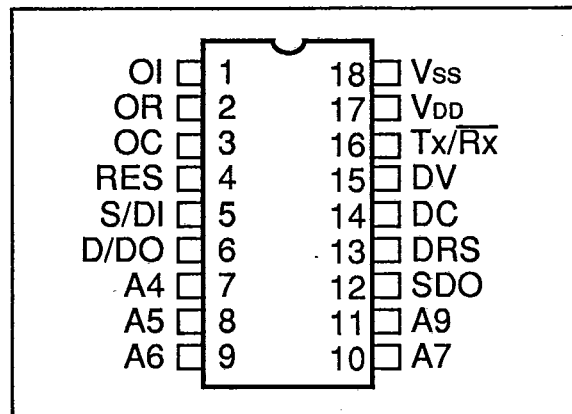 OI 1 18 Vss
OR 2 17 VDD
OC 3 16 Tx/R̅x̅
RES 4 15 DV
S/DI 5 14 DC
D/DO 6 13 DRS
A4 7 12 SDO
A5 8 11 A9
A6 9 10 A7